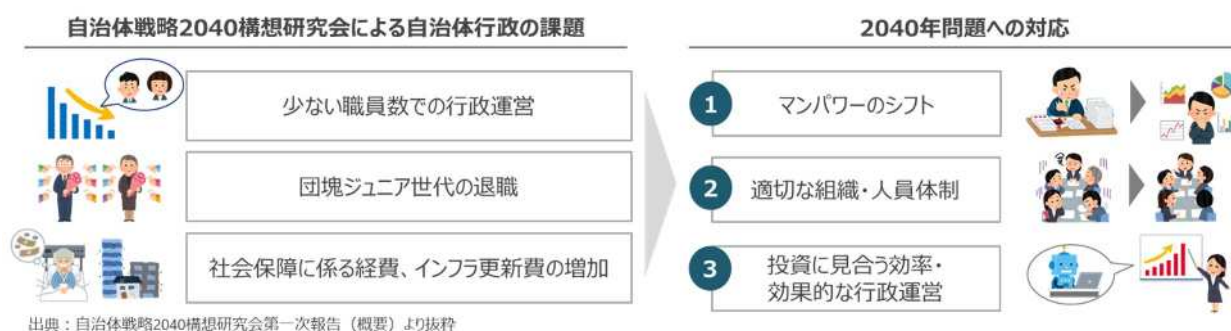 自治体戦略2040構想研究会による自治体行政の課題
少ない職員数での行政運営
団塊ジュニア世代の退職
社会保障に係る経費、インフラ更新費の増加
出典：自治体戦略2040構想研究会第一次報告（概要）より抜粋
2040年問題への対応
1 マンパワーのシフト
2 適切な組織・人員体制
3 投資に見合う効率・
効果的な行政運営